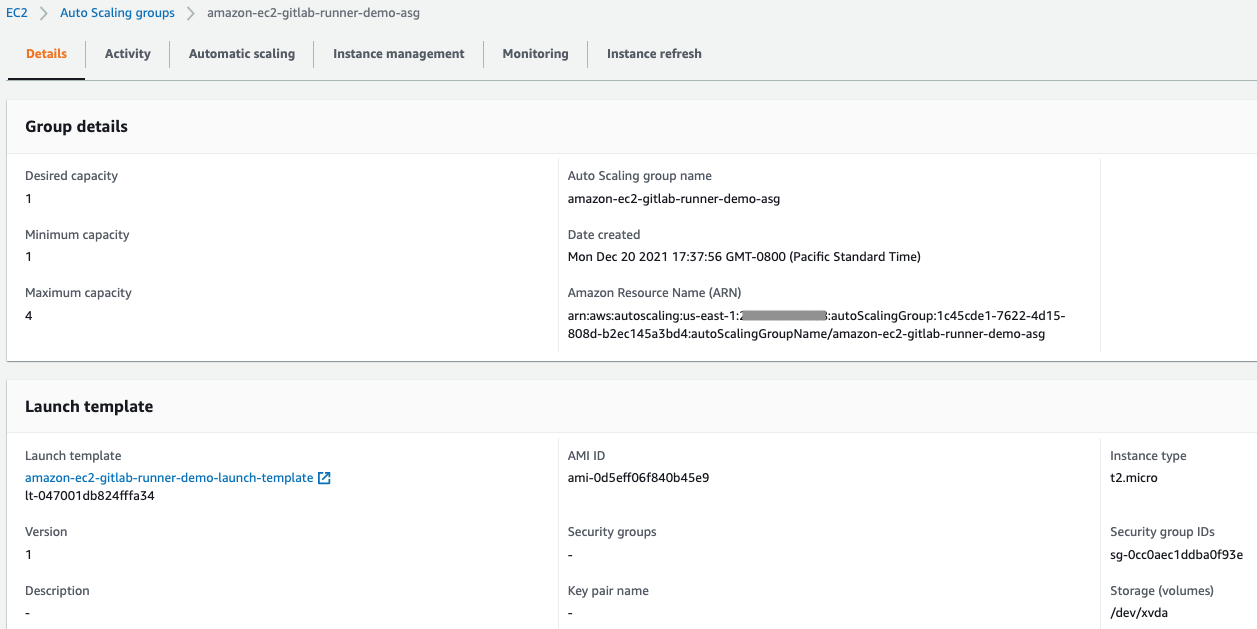 EC2 > Auto Scaling groups > amazon-ec2-gitlab-runner-demo-asg
Details Activity Automatic scaling Instance management Monitoring Instance refresh
Group details
Desired capacity
1
Minimum capacity
1
Maximum capacity
4
Auto Scaling group name
amazon-ec2-gitlab-runner-demo-asg
Date created
Mon Dec 20 2021 17:37:56 GMT-0800 (Pacific Standard Time)
Amazon Resource Name (ARN)
arn:aws:autoscaling:us-east-1: :autoScalingGroup:1c45cde1-7622-4d15-
808d-b2ec145a3bd4:autoScalingGroupName/amazon-ec2-gitlab-runner-demo-asg
Launch template
Launch template
amazon-ec2-gitlab-runner-demo-launch-template
lt-047001db824fffa34
Version
1
Description
-
AMI ID
ami-0d5eff06f840b45e9
Security groups
-
Key pair name
-
Instance type
t2.micro
Security group IDs
sg-0cc0aec1ddba0f93e
Storage (volumes)
/dev/xvda